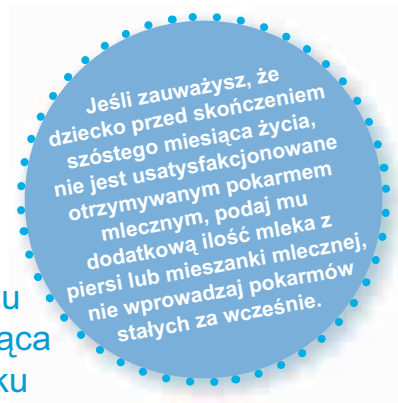 Jeśli zauważysz, że
dziecko przed skończeniem
szóstego miesiąca życia,
nie jest usatysfakcjonowane
otrzymywanym pokarmem
mlecznym, podaj mu
dodatkową ilość mleka z
piersi lub mieszanki mlecznej,
nie wprowadzaj pokarmów
stałych za wcześnie.